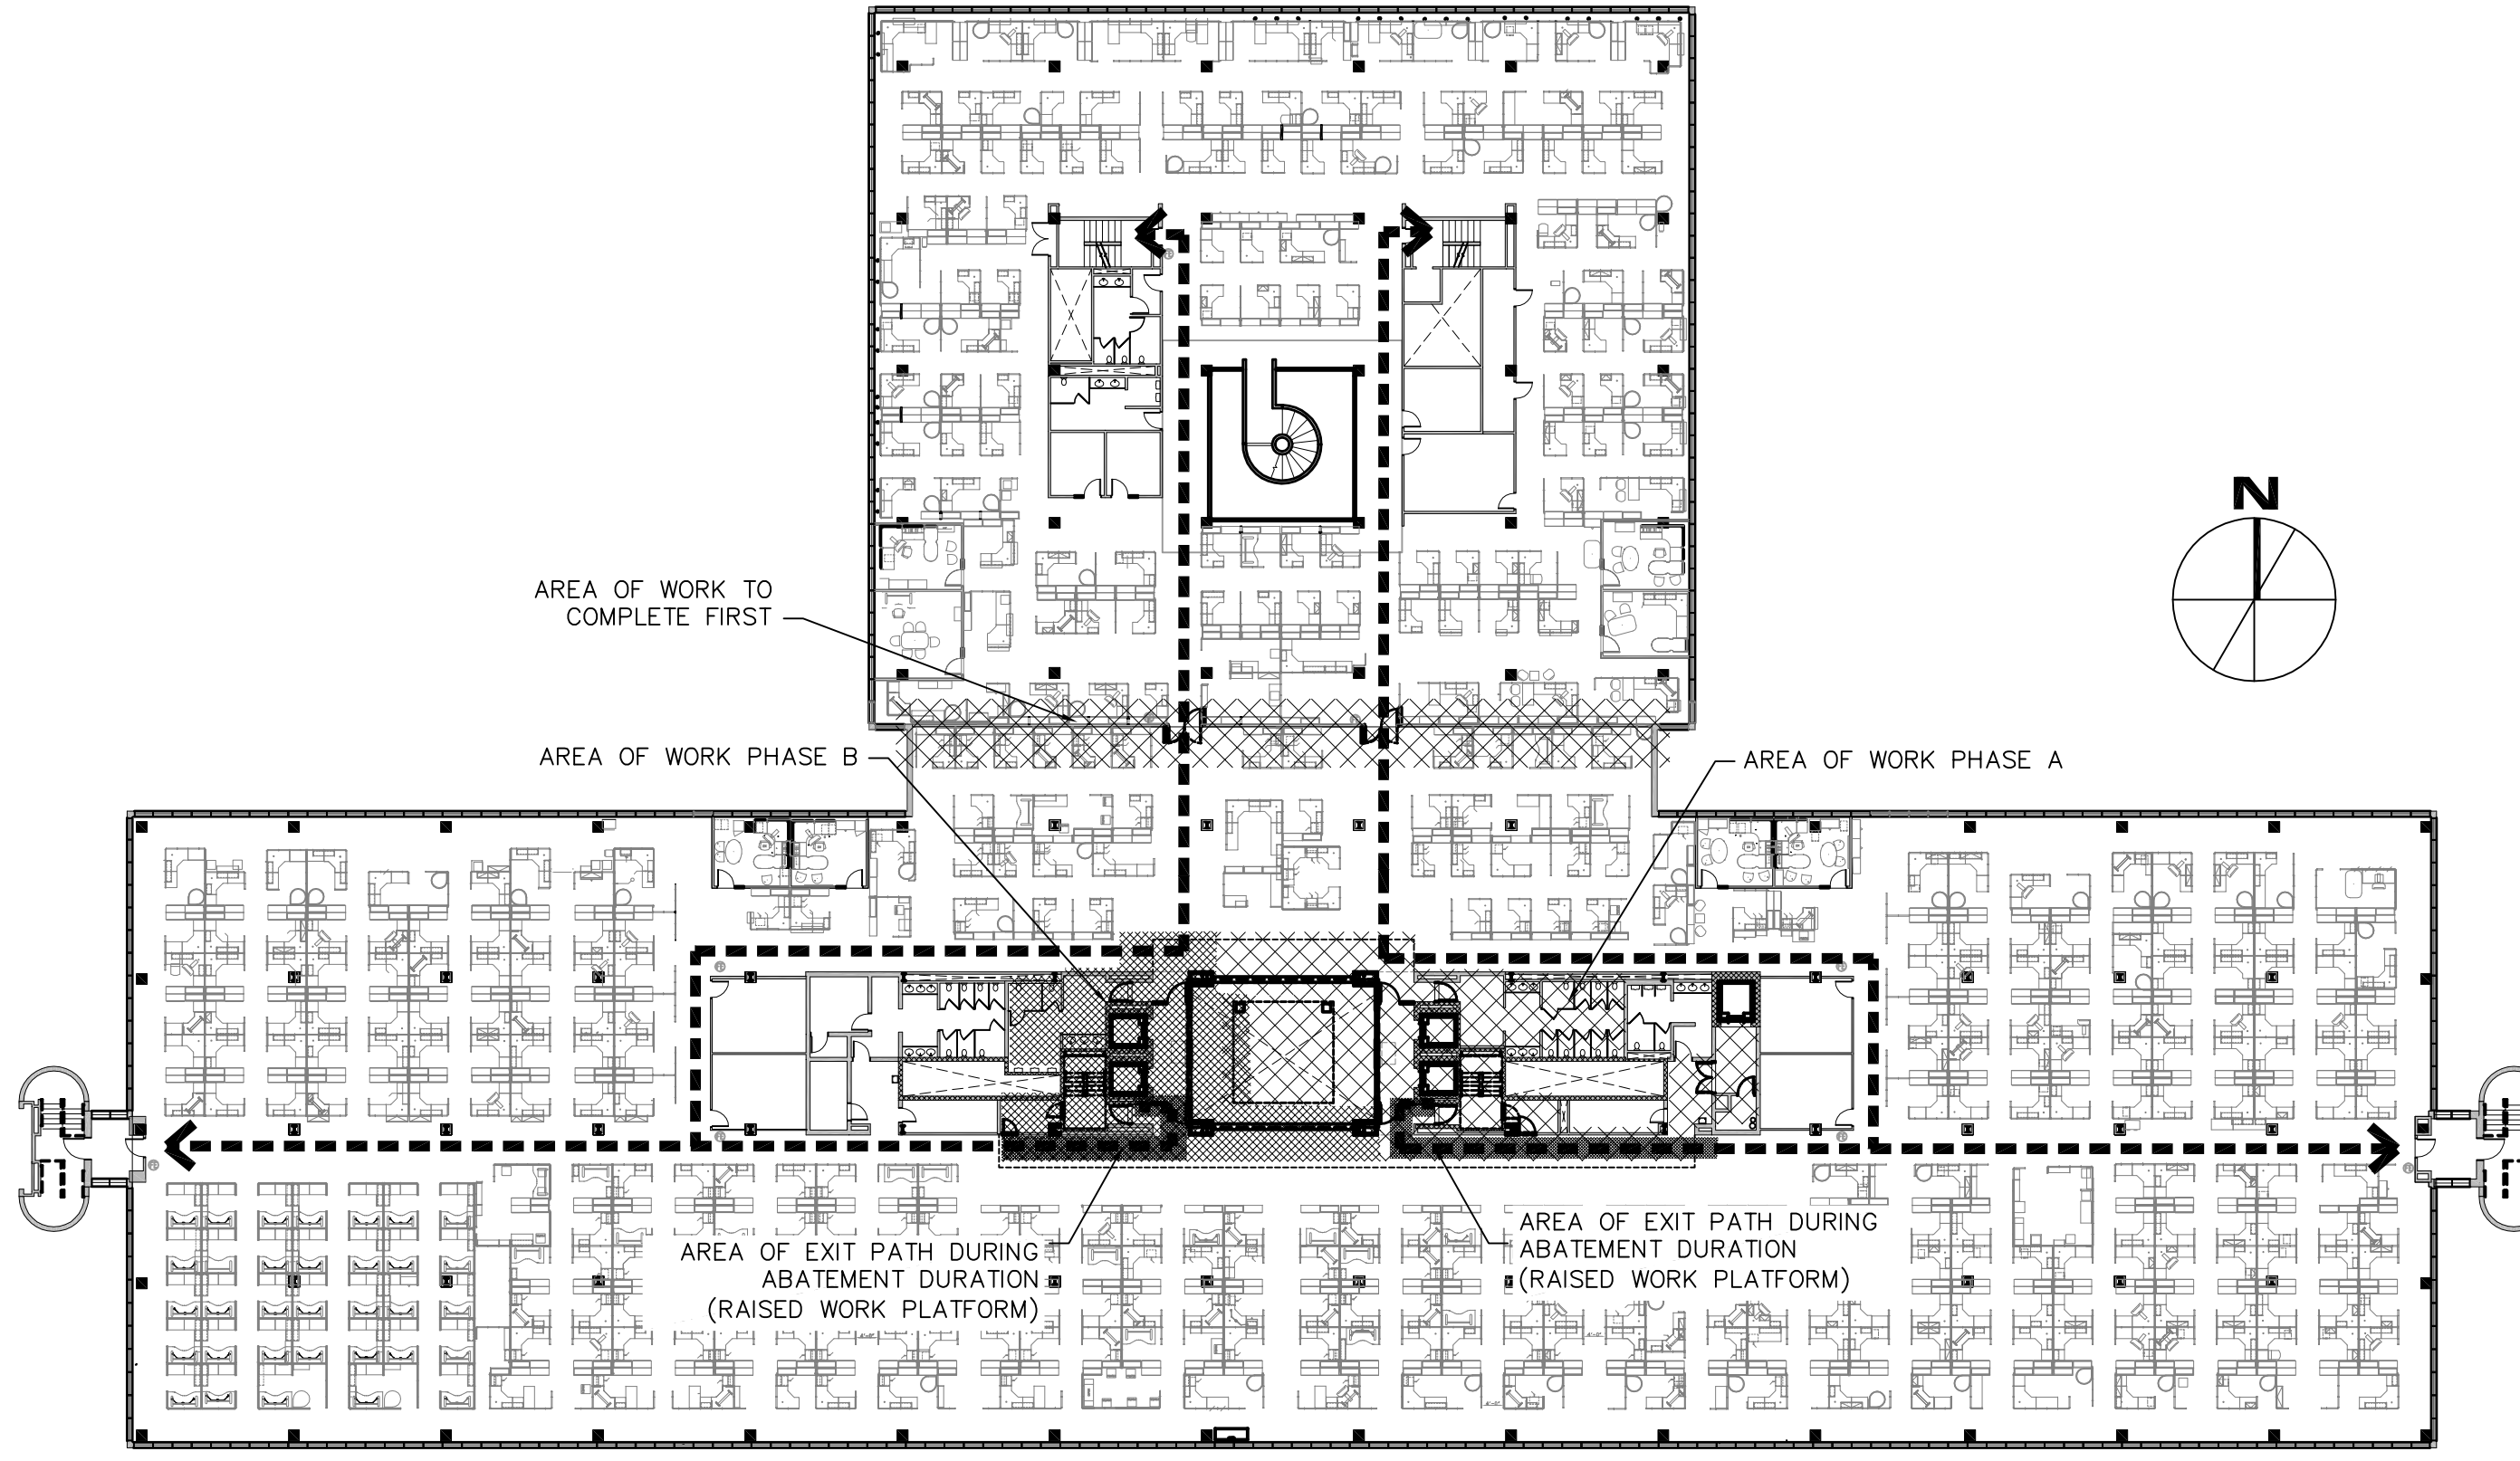 N
AREA OF WORK TO
COMPLETE FIRST
AREA OF WORK PHASE B
AREA OF WORK PHASE A
AREA OF EXIT PATH DURING
ABATEMENT DURATION
(RAISED WORK PLATFORM)
AREA OF EXIT PATH DURING
ABATEMENT DURATION
(RAISED WORK PLATFORM)